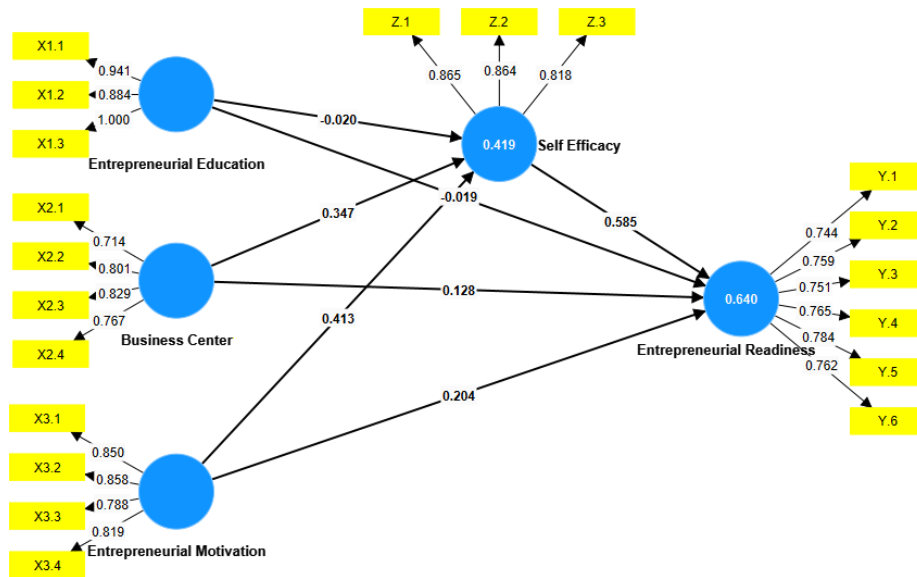 Z.1
Z.2
Z.3
0.865
0.864
0.818
X1.1
X1.2
X1.3
0.941
0.884
1.000
Entrepreneurial Education
-0.020
0.419
Self Efficacy
-0.019
0.347
0.585
X2.1
X2.2
X2.3
X2.4
0.714
0.801
0.829
0.767
Business Center
0.128
0.413
0.204
Y.1
Y.2
Y.3
Y.4
Y.5
Y.6
0.744
0.759
0.751
0.765
0.784
0.762
0.640
Entrepreneurial Readiness
X3.1
X3.2
X3.3
X3.4
0.850
0.858
0.788
0.819
Entrepreneurial Motivation